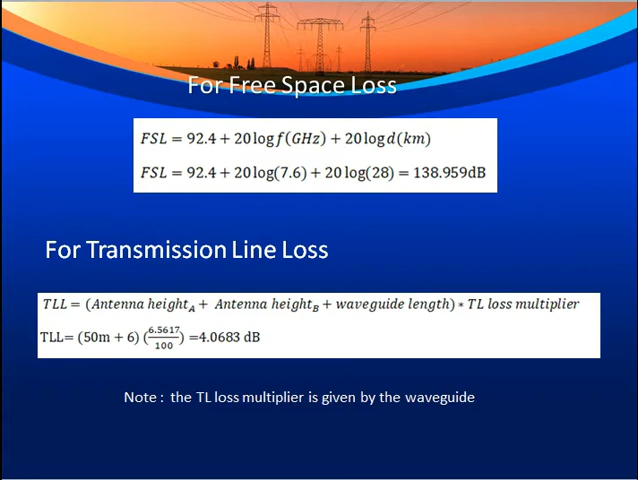 For Free Space Loss
FSL = 92.4 + 20 log f(GHz) + 20 log d(km)
FSL = 92.4 + 20 log(7.6) + 20 log(28) = 138.959dB
For Transmission Line Loss
TLL = (Antenna height_A + Antenna height_B + waveguide length) * TL loss multiplier
TLL= (50m + 6) (6.5617/100) =4.0683 dB
Note : the TL loss multiplier is given by the waveguide